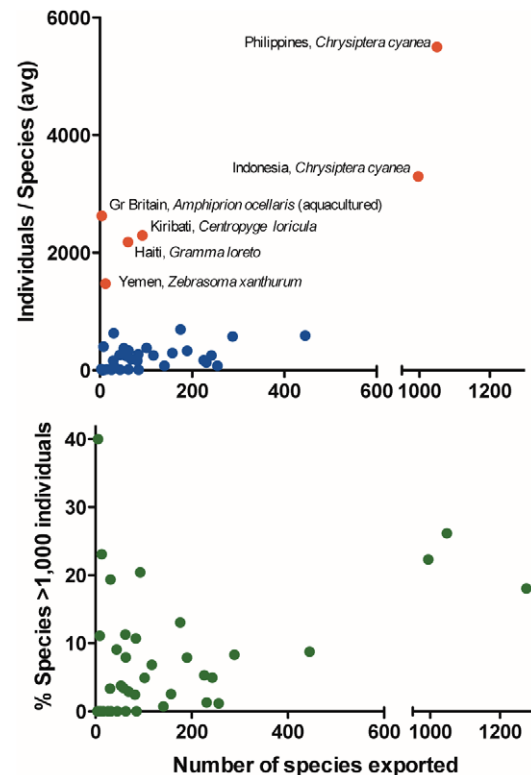 Individuals / Species (avg)
6000
4000
2000
0
Philippines, Chrysiptera cyanea
Indonesia, Chrysiptera cyanea
Gr Britain, Amphiprion ocellaris (aquacultured)
Kiribati, Centropyge loricula
Haiti, Gramma loreto
Yemen, Zebrasoma xanthurum
0 200 400 600 1000 1200
% Species >1,000 individuals
40
30
20
10
0
0 200 400 600 1000 1200
Number of species exported